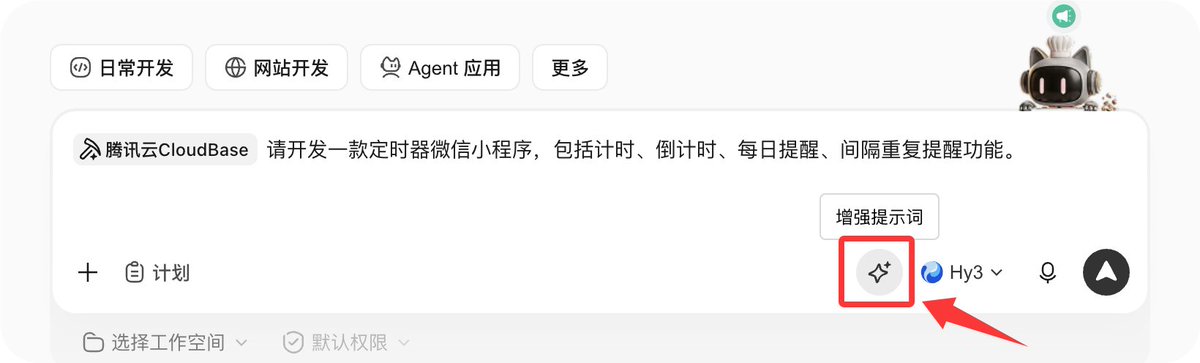 日常开发 网站开发 Agent 应用 更多
腾讯云CloudBase 请开发一款定时器微信小程序，包括计时、倒计时、每日提醒、间隔重复提醒功能。
增强提示词
计划 Hy3
选择工作空间 默认权限